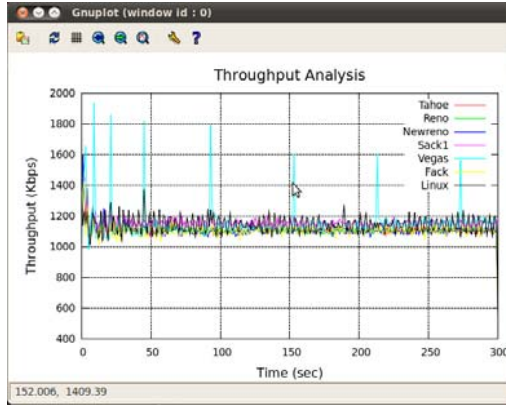 Gnuplot (window id : 0)
?
Throughput Analysis
Throughput (Kbps)
2000
1800
1600
1400
1200
1000
800
600
400
Tahoe
Reno
Newreno
Sack1
Vegas
Fack
Linux
0 50 100 150 200 250 300
Time (sec)
152.006, 1409.39